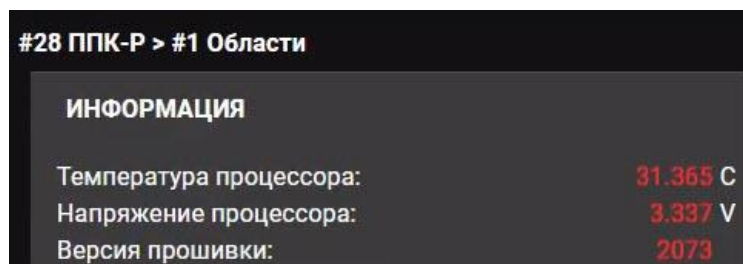 #28 ППК-Р > #1 Области
ИНФОРМАЦИЯ
Температура процессора: 31.365 C
Напряжение процессора: 3.337 V
Версия прошивки: 2073